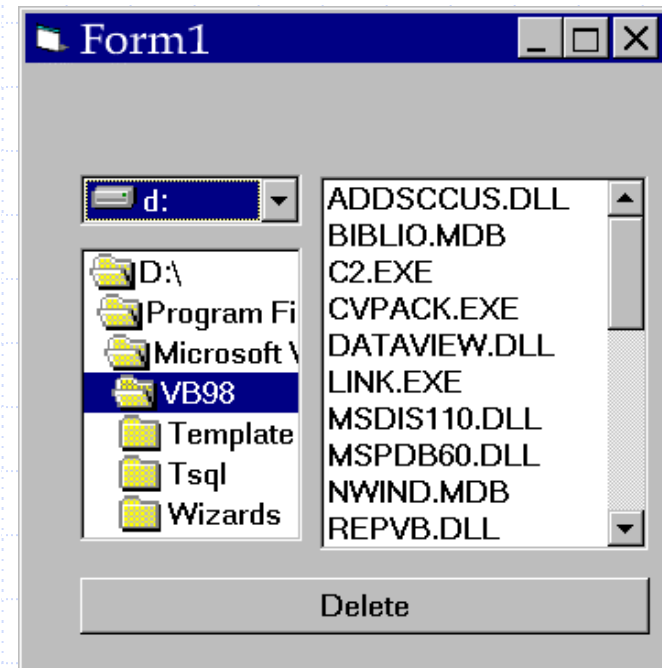 Form1
d:
D:\
Program Fi
Microsoft
VB98
Template
Tsql
Wizards
ADDSCCUS.DLL
BIBLIO.MDB
C2.EXE
CVPACK.EXE
DATAVIEW.DLL
LINK.EXE
MSDIS110.DLL
MSPDB60.DLL
NWIND.MDB
REPVB.DLL
Delete